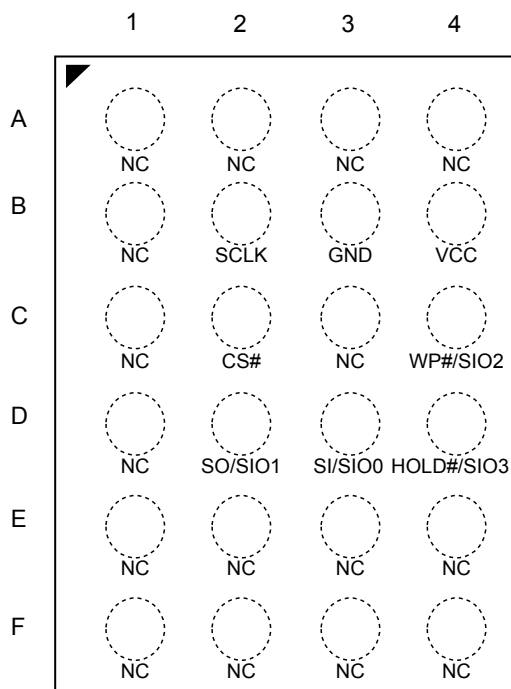 1 2 3 4
A
NC NC NC NC
B
NC SCLK GND VCC
C
NC CS# NC WP#/SIO2
D
NC SO/SIO1 SI/SIO0 HOLD#/SIO3
E
NC NC NC NC
F
NC NC NC NC